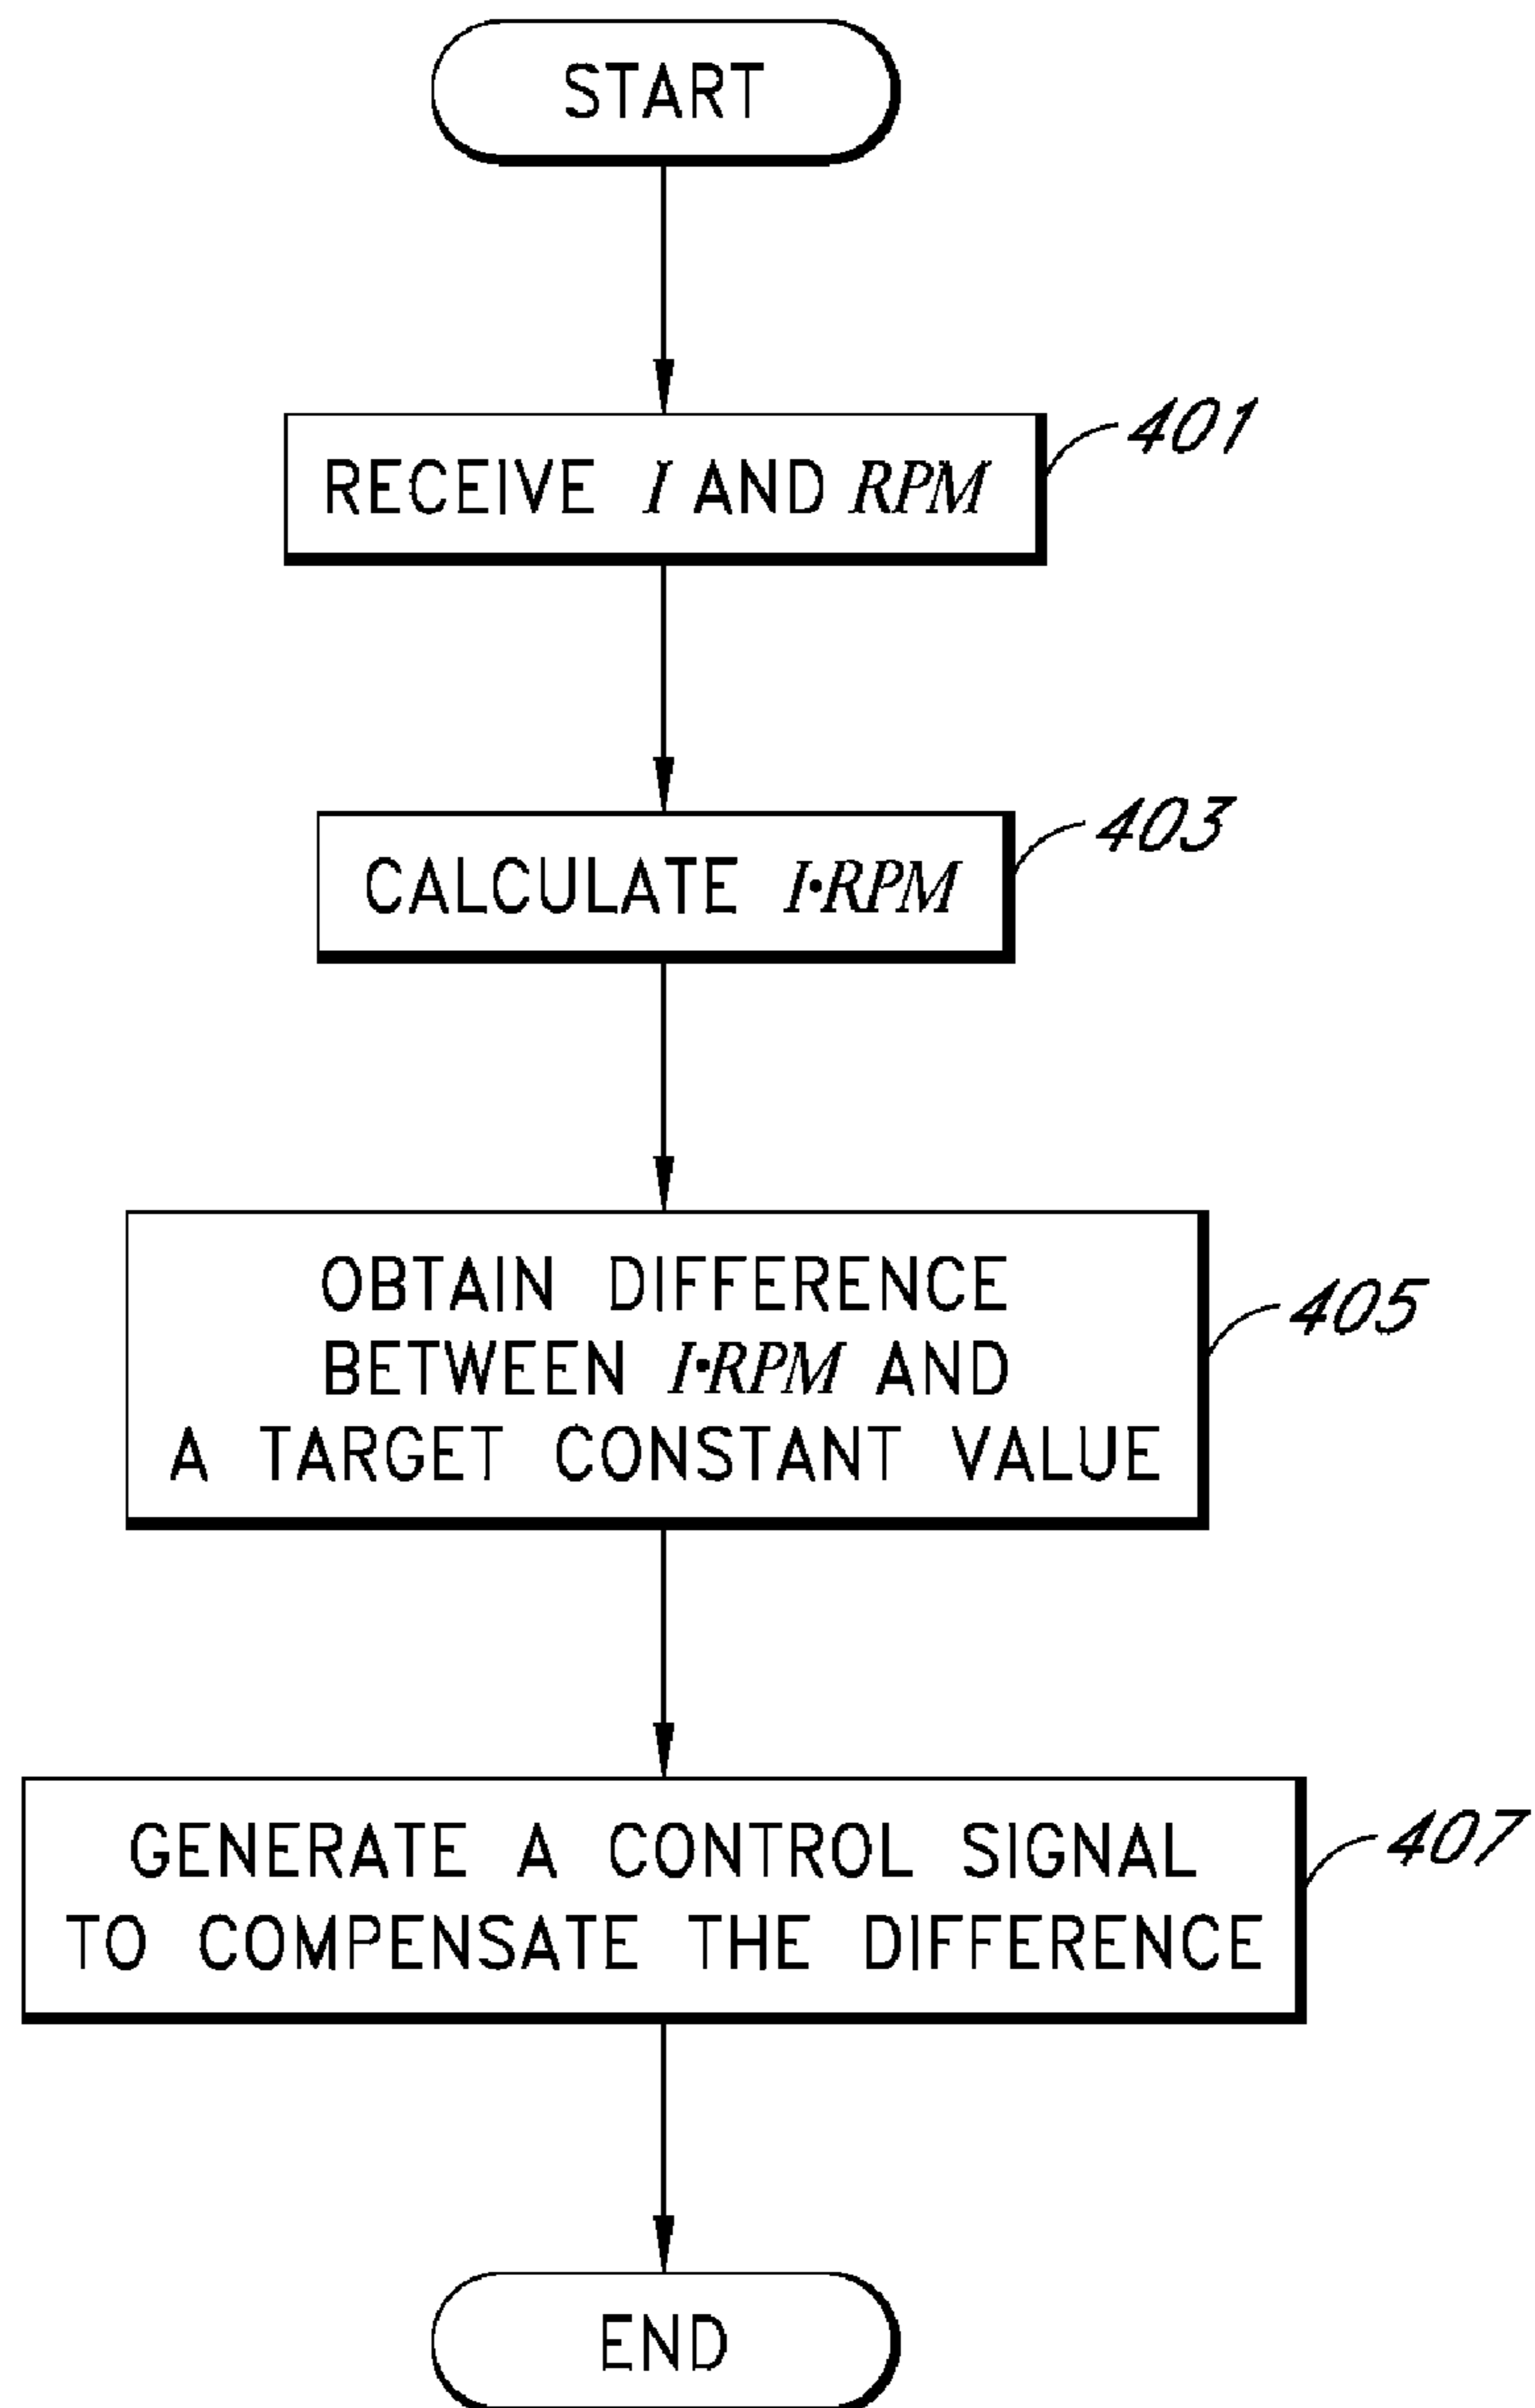 START
RECEIVE I AND RPM
401
CALCULATE I·RPM
403
OBTAIN DIFFERENCE
BETWEEN I·RPM AND
A TARGET CONSTANT VALUE
405
GENERATE A CONTROL SIGNAL
TO COMPENSATE THE DIFFERENCE
407
END